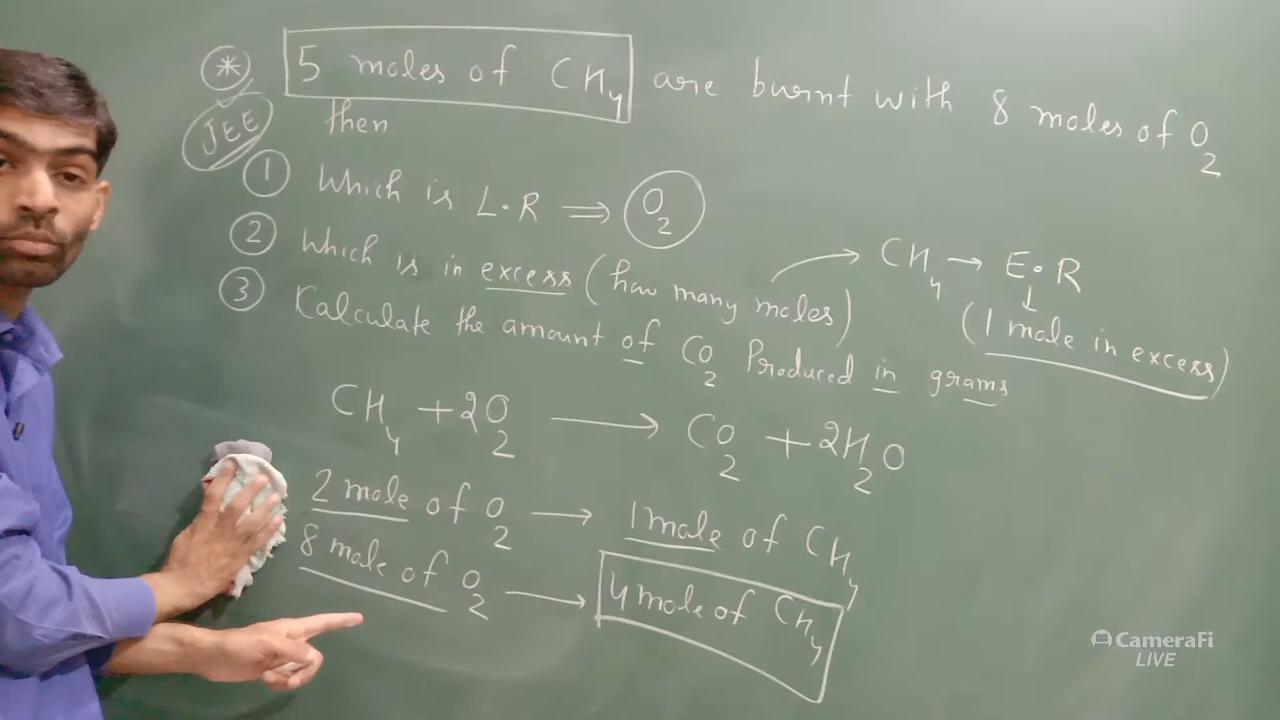 * 5 moles of CH4 are burnt with 8 moles of O2
JEE then
1 Which is L.R ⇒ O2
2 Which is in excess (how many moles) → CH4 → E.R
↓
(1 mole in excess)
3 Kalculate the amount of CO2 Produced in grams
CH4 + 2O2 → CO2 + 2H2O
2 mole of O2 → 1 mole of CH4
8 mole of O2 → 4 mole of CH4
CameraFi
LIVE